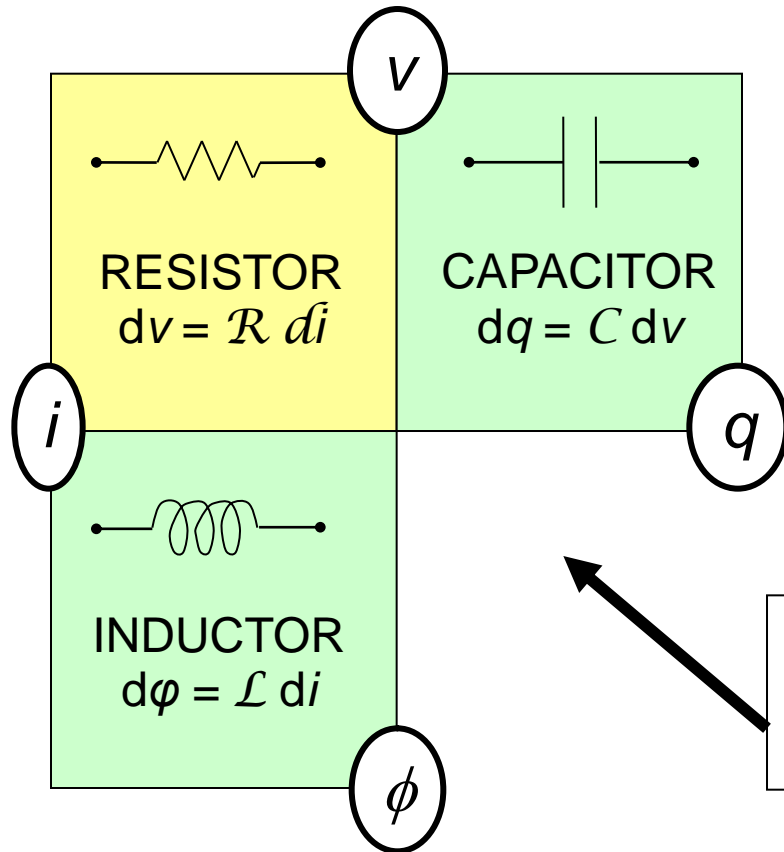 v
RESISTOR
dv = ℛ di
CAPACITOR
dq = C dv
i
q
INDUCTOR
dφ = ℒ di
ϕ